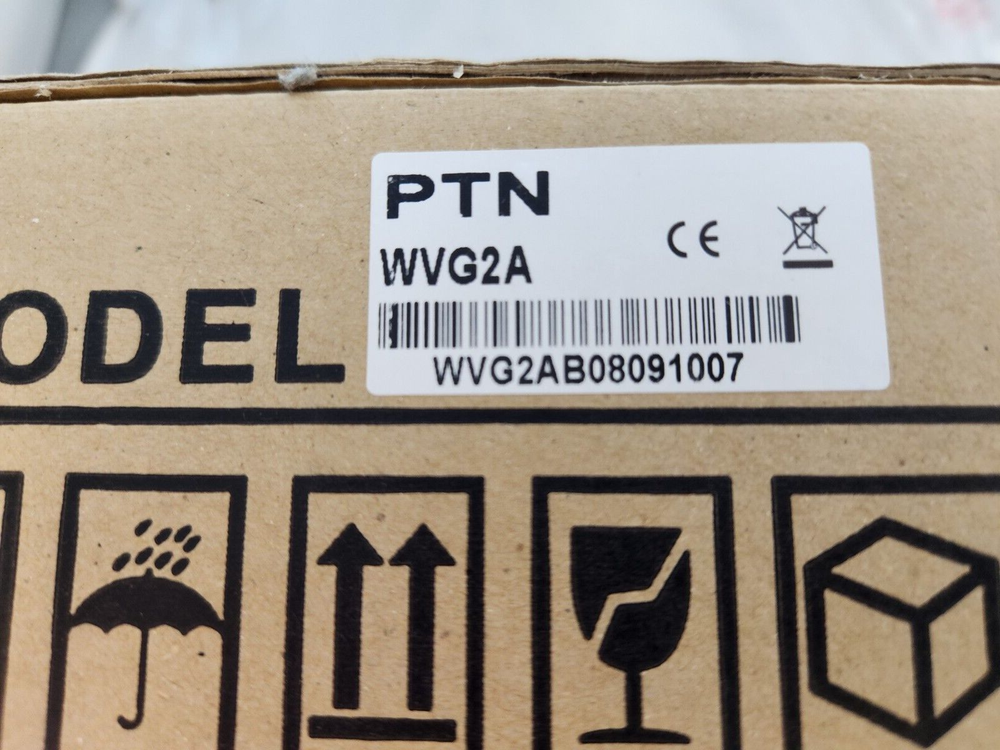 PTN
CE
WVG2A
ODEL
WVG2AB08091007